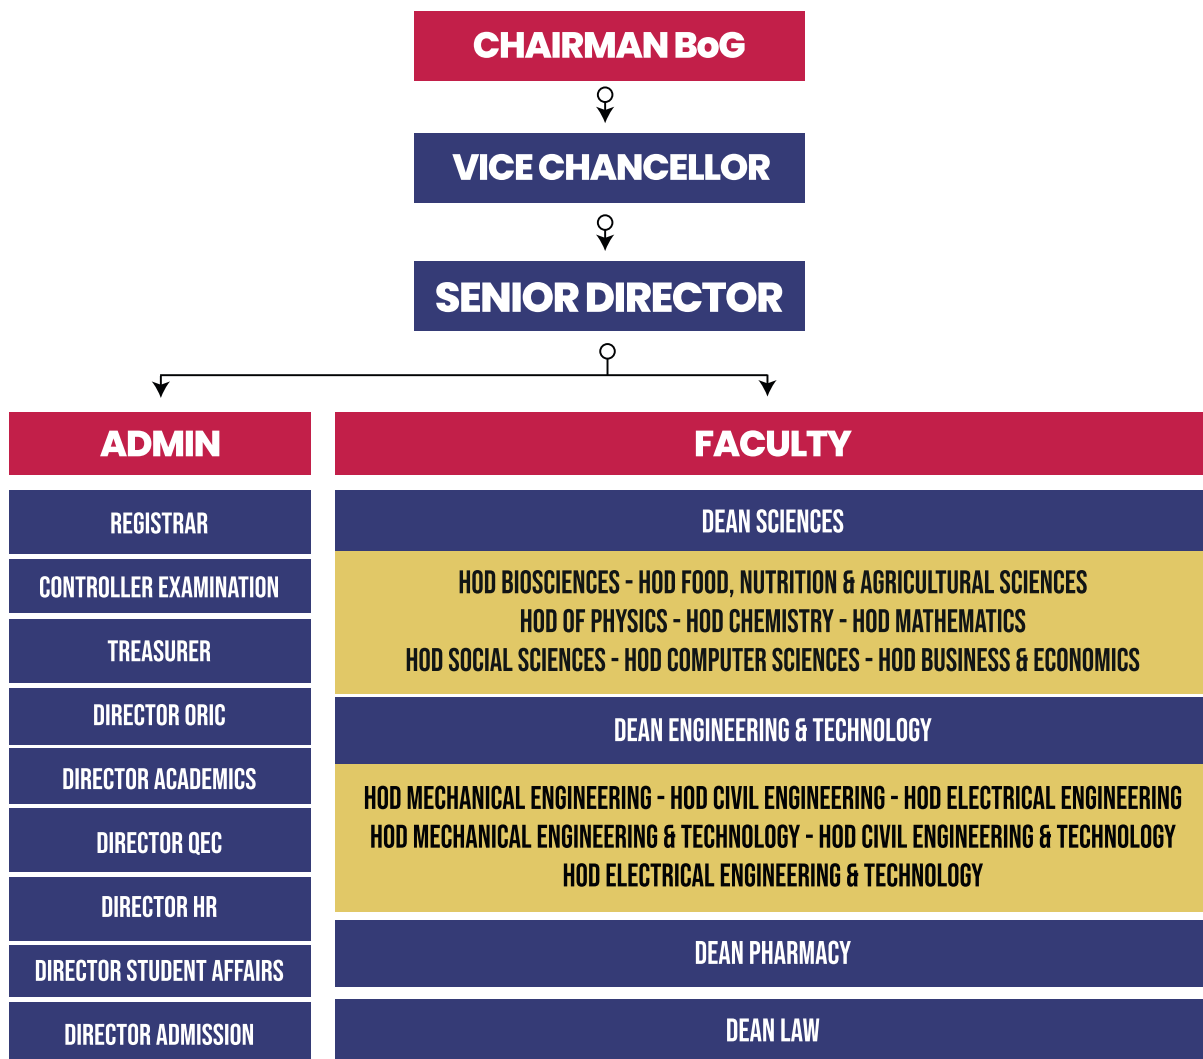 CHAIRMAN BoG
VICE CHANCELLOR
SENIOR DIRECTOR
ADMIN
REGISTRAR
CONTROLLER EXAMINATION
TREASURER
DIRECTOR ORIC
DIRECTOR ACADEMICS
DIRECTOR QEC
DIRECTOR HR
DIRECTOR STUDENT AFFAIRS
DIRECTOR ADMISSION
FACULTY
DEAN SCIENCES
HOD BIOSCIENCES - HOD FOOD, NUTRITION & AGRICULTURAL SCIENCES
HOD OF PHYSICS - HOD CHEMISTRY - HOD MATHEMATICS
HOD SOCIAL SCIENCES - HOD COMPUTER SCIENCES - HOD BUSINESS & ECONOMICS
DEAN ENGINEERING & TECHNOLOGY
HOD MECHANICAL ENGINEERING - HOD CIVIL ENGINEERING - HOD ELECTRICAL ENGINEERING
HOD MECHANICAL ENGINEERING & TECHNOLOGY - HOD CIVIL ENGINEERING & TECHNOLOGY
HOD ELECTRICAL ENGINEERING & TECHNOLOGY
DEAN PHARMACY
DEAN LAW